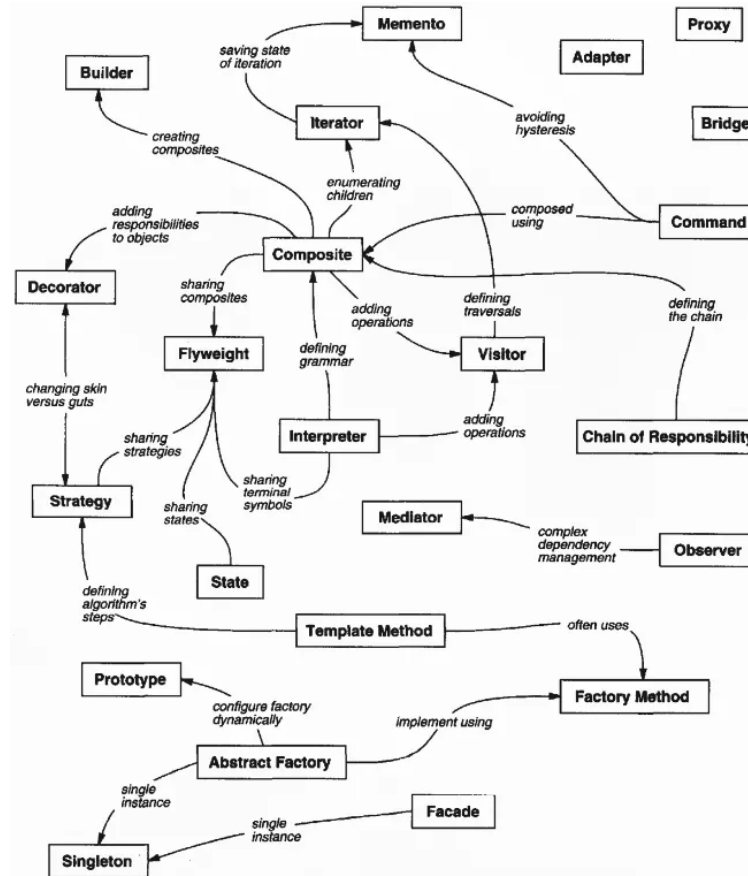 Memento
Proxy
saving state
of iteration
Adapter
Builder
avoiding
hysteresis
Iterator
Bridge
creating
composites
enumerating
children
adding
responsibilities
to objects
composed
using
Command
Composite
Decorator
sharing
composites
adding
operations
defining
traversals
defining
the chain
Flyweight
defining
grammar
Visitor
changing skin
versus guts
adding
operations
sharing
strategies
Interpreter
Chain of Responsibility
sharing
terminal
symbols
Strategy
sharing
states
Mediator
complex
dependency
management
Observer
State
defining
algorithm's
steps
Template Method
often uses
Prototype
Factory Method
configure factory
dynamically
implement using
Abstract Factory
single
instance
Facade
single
instance
Singleton